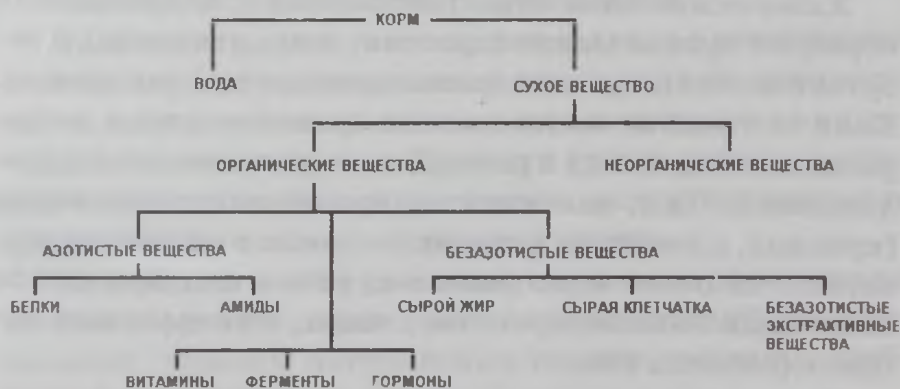 КОРМ
ВОДА
СУХОЕ ВЕЩЕСТВО
ОРГАНИЧЕСКИЕ ВЕЩЕСТВА
НЕОРГАНИЧЕСКИЕ ВЕЩЕСТВА
АЗОТИСТЫЕ ВЕЩЕСТВА
БЕЗАЗОТИСТЫЕ ВЕЩЕСТВА
БЕЛКИ
АМИДЫ
СЫРОЙ ЖИР
СЫРАЯ КЛЕТЧАТКА
БЕЗАЗОТИСТЫЕ
ЭКСТРАКТИВНЫЕ
ВЕЩЕСТВА
ВИТАМИНЫ
ФЕРМЕНТЫ
ГОРМОНЫ